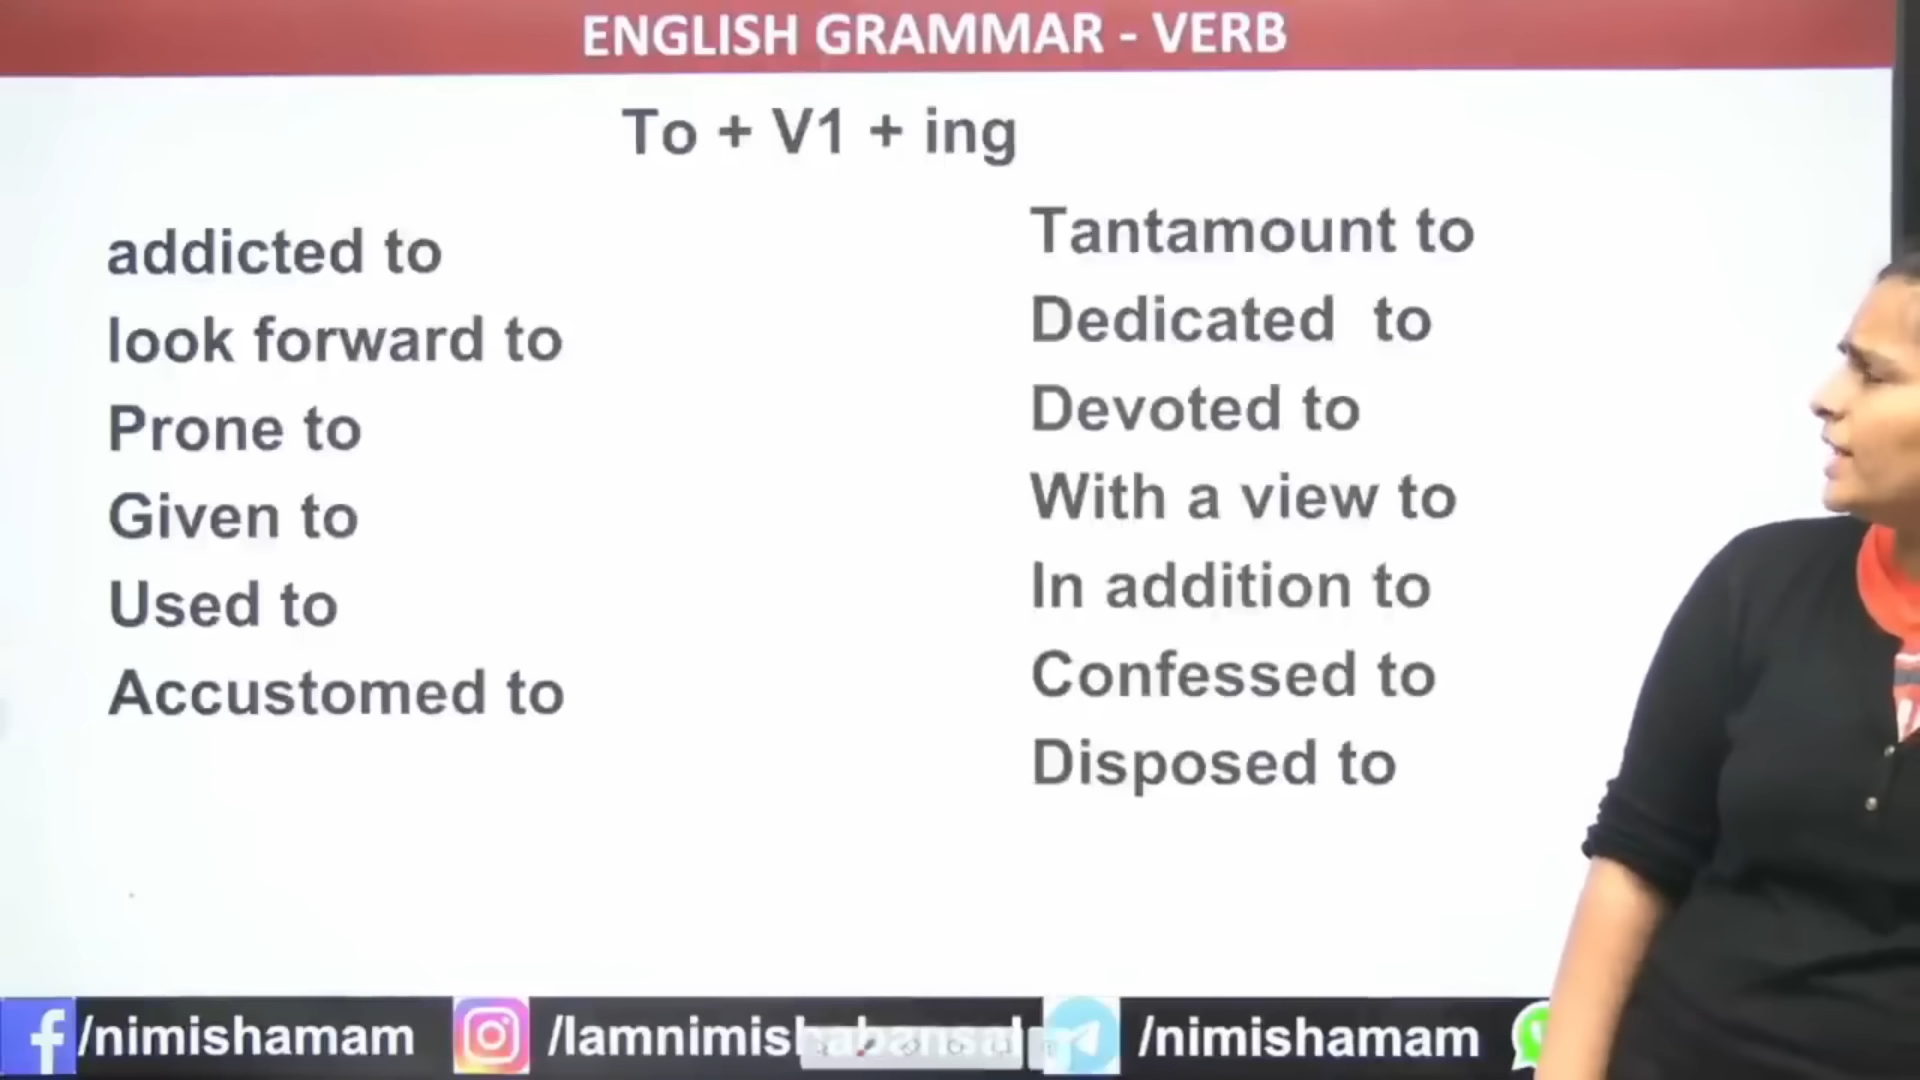 ENGLISH GRAMMAR - VERB
To + V1 + ing
addicted to
look forward to
Prone to
Given to
Used to
Accustomed to
Tantamount to
Dedicated to
Devoted to
With a view to
In addition to
Confessed to
Disposed to
/nimishamam
/Iamnimishabansal
/nimishamam